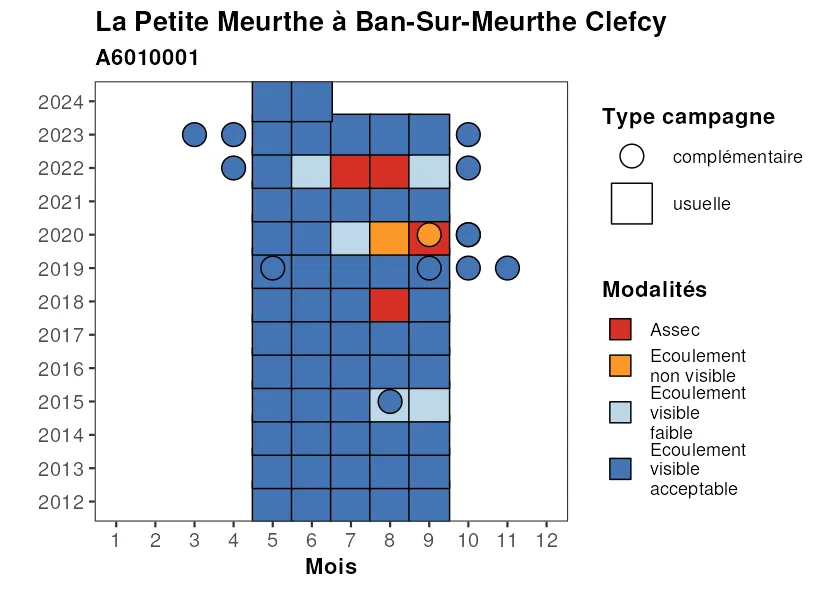 La Petite Meurthe à Ban-Sur-Meurthe Clefcy
A6010001
2024
2023
2022
2021
2020
2019
2018
2017
2016
2015
2014
2013
2012
1 2 3 4 5 6 7 8 9 10 11 12
Mois
Type campagne
complémentaire
usuelle
Modalités
Assec
Ecoulement
non visible
Ecoulement
visible
faible
Ecoulement
visible
acceptable